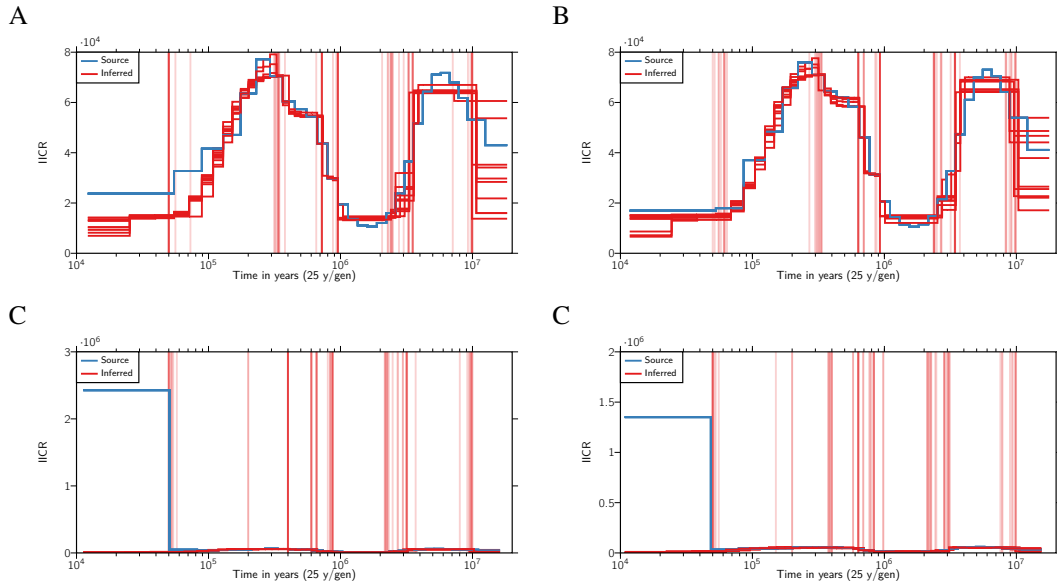 A
·10⁴
Source
Inferred
8
6
4
2
0
IICR
10⁴
10⁵
10⁶
10⁷
Time in years (25 y/gen)
B
·10⁴
Source
Inferred
8
6
4
2
0
IICR
10⁴
10⁵
10⁶
10⁷
Time in years (25 y/gen)
C
·10⁶
Source
Inferred
3
2
1
0
IICR
10⁴
10⁵
10⁶
10⁷
Time in years (25 y/gen)
C
·10⁶
Source
Inferred
2
1.5
1
0.5
0
IICR
10⁴
10⁵
10⁶
10⁷
Time in years (25 y/gen)